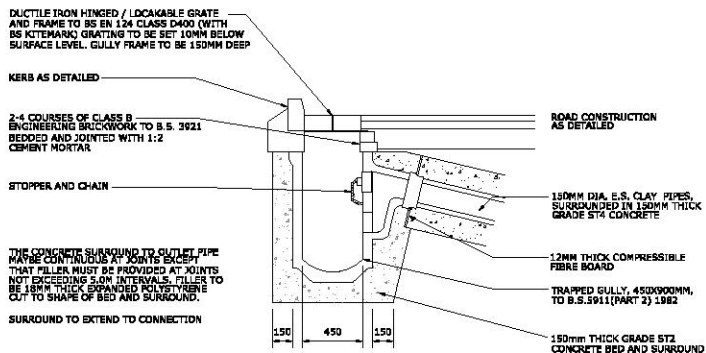 DUCTILE IRON HINGED / LOCAKABLE GRATE
AND FRAME TO BS EN 124 CLASS D400 (WITH
BS KITEMARK) GRATING TO BE SET 10MM BELOW
SURFACE LEVEL. GULLY FRAME TO BE 150MM DEEP
KERB AS DETAILED
2-4 COURSES OF CLASS B
ENGINEERING BRICKWORK TO B.S. 3921
BEDDED AND JOINTED WITH 1:2
CEMENT MORTAR
STOPPER AND CHAIN
THE CONCRETE SURROUND TO OUTLET PIPE
MAYBE CONTINUOUS AT JOINTS EXCEPT
THAT FILLER MUST BE PROVIDED AT JOINTS
NOT EXCEEDING 5.0M INTERVALS. FILLER TO
BE 18MM THICK EXPANDED POLYSTYRENE
CUT TO SHAPE OF BED AND SURROUND.
SURROUND TO EXTEND TO CONNECTION
ROAD CONSTRUCTION
AS DETAILED
150MM DIA. E.S. CLAY PIPES,
SURROUNDED IN 150MM THICK
GRADE ST4 CONCRETE
12MM THICK COMPRESSIBLE
FIBRE BOARD
TRAPPED GULLY, 450X900MM,
TO B.S.5911(PART 2) 1982
150mm THICK GRADE ST2
CONCRETE BED AND SURROUND
150 450 150